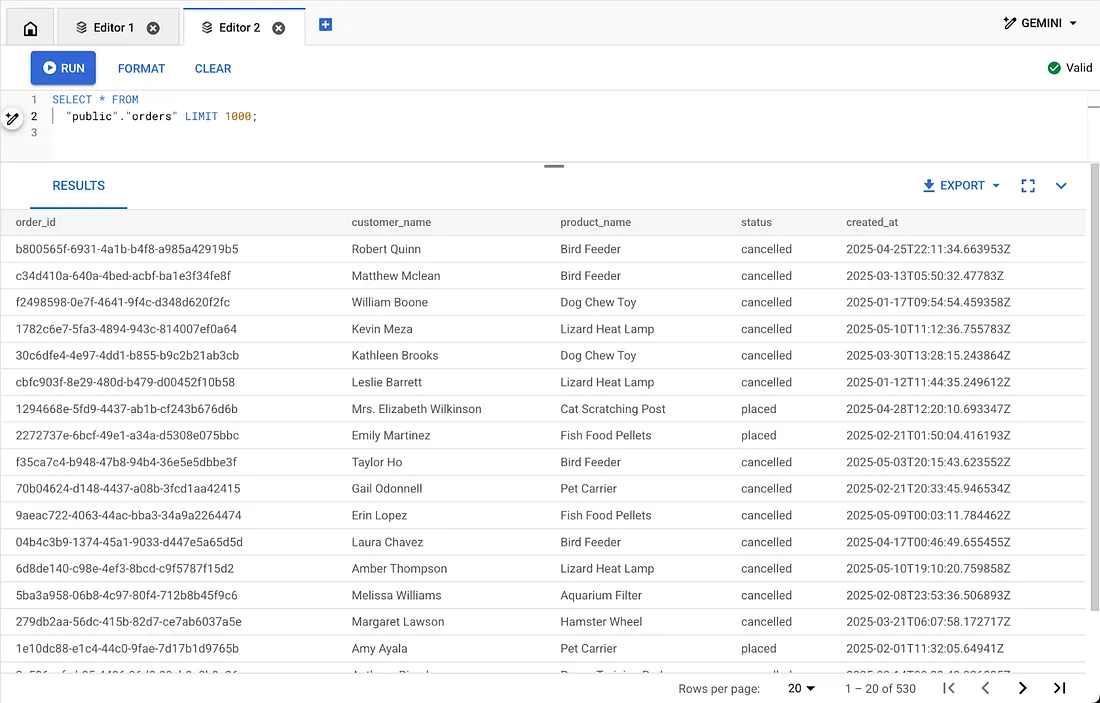 Editor 1 Editor 2 GEMINI
RUN FORMAT CLEAR Valid
1 SELECT * FROM
2 "public"."orders" LIMIT 1000;
3
RESULTS EXPORT
order_id customer_name product_name status created_at
b800565f-6931-4a1b-b4f8-a985a42919b5 Robert Quinn Bird Feeder cancelled 2025-04-25T22:11:34.663953Z
c34d410a-640a-4bed-acbf-ba1e3f34fe8f Matthew Mclean Bird Feeder cancelled 2025-03-13T05:50:32.47783Z
f2498598-0e7f-4641-9f4c-d348d620f2fc William Boone Dog Chew Toy cancelled 2025-01-17T09:54:54.459358Z
1782c6e7-5fa3-4894-943c-814007ef0a64 Kevin Meza Lizard Heat Lamp cancelled 2025-05-10T11:12:36.755783Z
30c6dfe4-4e97-4dd1-b855-b9c2b21ab3cb Kathleen Brooks Dog Chew Toy cancelled 2025-03-30T13:28:15.243864Z
cbfc903f-8e29-480d-b479-d00452f10b58 Leslie Barrett Lizard Heat Lamp cancelled 2025-01-12T11:44:35.249612Z
1294668e-5fd9-4437-ab1b-cf243b676d6b Mrs. Elizabeth Wilkinson Cat Scratching Post placed 2025-04-28T12:20:10.693347Z
2272737e-6bcf-49e1-a34a-d5308e075bbc Emily Martinez Fish Food Pellets placed 2025-02-21T01:50:04.416193Z
f35ca7c4-b948-47b8-94b4-36e5e5dbbe3f Taylor Ho Bird Feeder cancelled 2025-05-03T20:15:43.623552Z
70b04624-d148-4437-a08b-3fcd1aa42415 Gail Odonnell Pet Carrier cancelled 2025-02-21T20:33:45.946534Z
9aeac722-4063-44ac-bba3-34a9a2264474 Erin Lopez Fish Food Pellets cancelled 2025-05-09T00:03:11.784462Z
04b4c3b9-1374-45a1-9033-d447e5a65d5d Laura Chavez Bird Feeder cancelled 2025-04-17T00:46:49.655455Z
6d8de140-c98e-4ef3-8bcd-c9f5787f15d2 Amber Thompson Lizard Heat Lamp cancelled 2025-05-10T19:10:20.759858Z
5ba3a958-06b8-4c97-80f4-712b8b45f9c6 Melissa Williams Aquarium Filter cancelled 2025-02-08T23:53:36.506893Z
279db2aa-56dc-415b-82d7-ce7ab6037a5e Margaret Lawson Hamster Wheel cancelled 2025-03-21T06:07:58.172717Z
1e10dc88-e1c4-44c0-9fae-7d17b1d9765b Amy Ayala Pet Carrier placed 2025-02-01T11:32:05.64941Z
Rows per page: 20 1 – 20 of 530